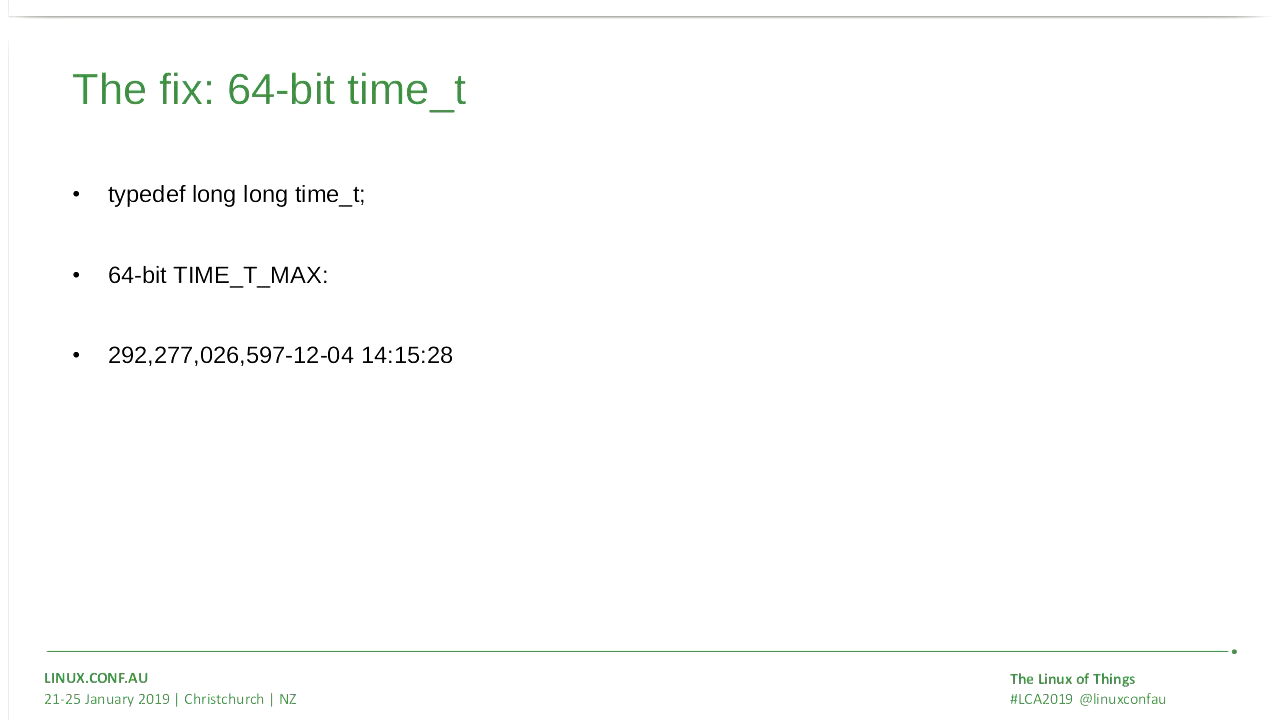 The fix: 64-bit time_t
• typedef long long time_t;
• 64-bit TIME_T_MAX:
• 292,277,026,597-12-04 14:15:28
LINUX.CONF.AU
21-25 January 2019 | Christchurch | NZ
The Linux of Things
#LCA2019 @linuxconfau